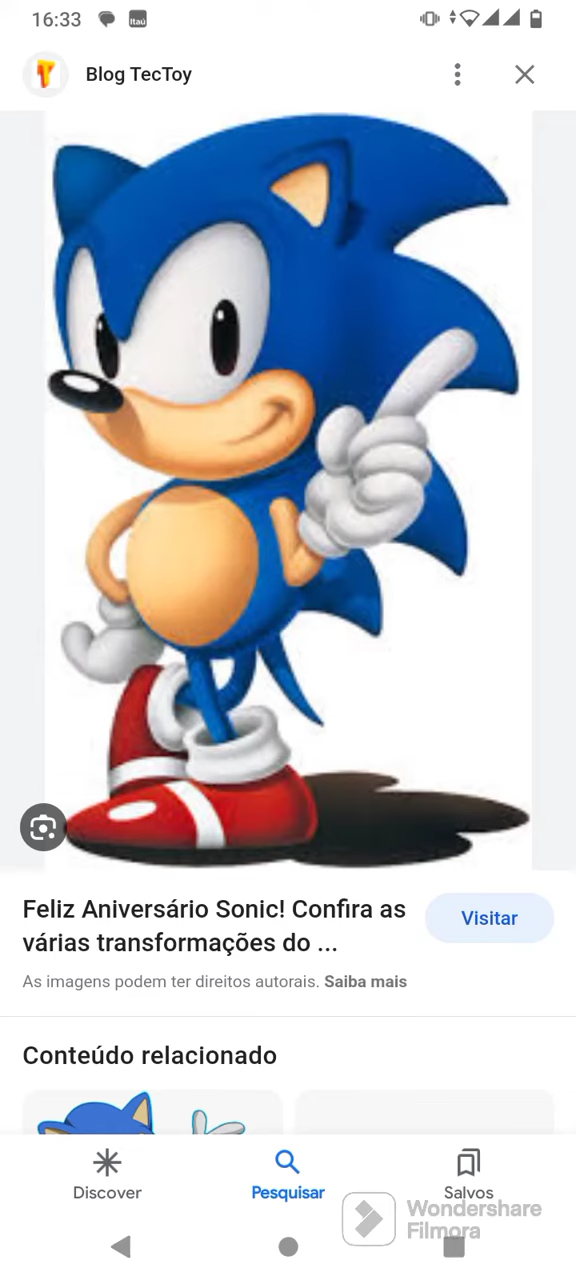 16:33
Itaú
Blog TecToy
Feliz Aniversário Sonic! Confira as
várias transformações do ...
Visitar
As imagens podem ter direitos autorais. Saiba mais
Conteúdo relacionado
Discover
Pesquisar
Salvos
Wondershare
Filmora